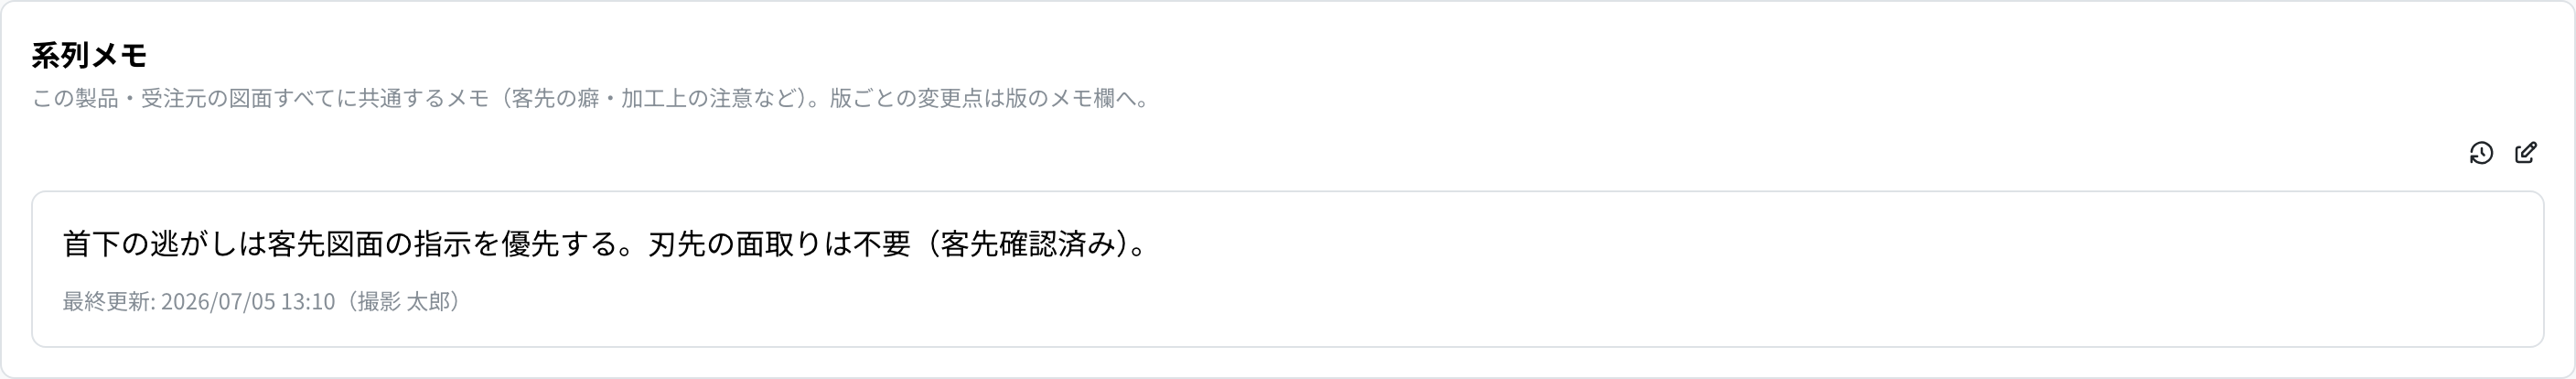 系列メモ
この製品・受注元の図面すべてに共通するメモ（客先の癖・加工上の注意など）。版ごとの変更点は版のメモ欄へ。
首下の逃がしは客先図面の指示を優先する。刃先の面取りは不要（客先確認済み）。
最終更新: 2026/07/05 13:10（撮影 太郎）